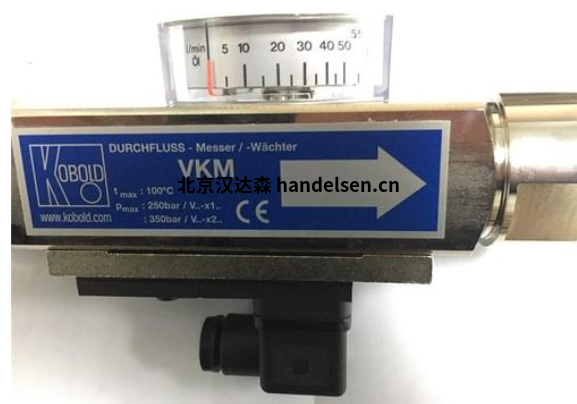 l/min 5 10 20 30 40 50 55
Öl
DURCHFLUSS - Messer / -Wächter
KOBOLD
VKM
北京汉达森 handelsen.cn
t max : 100°C
p max : 250bar / V..-x1..
www.kobold.com : 350bar / V..-x2.. CE